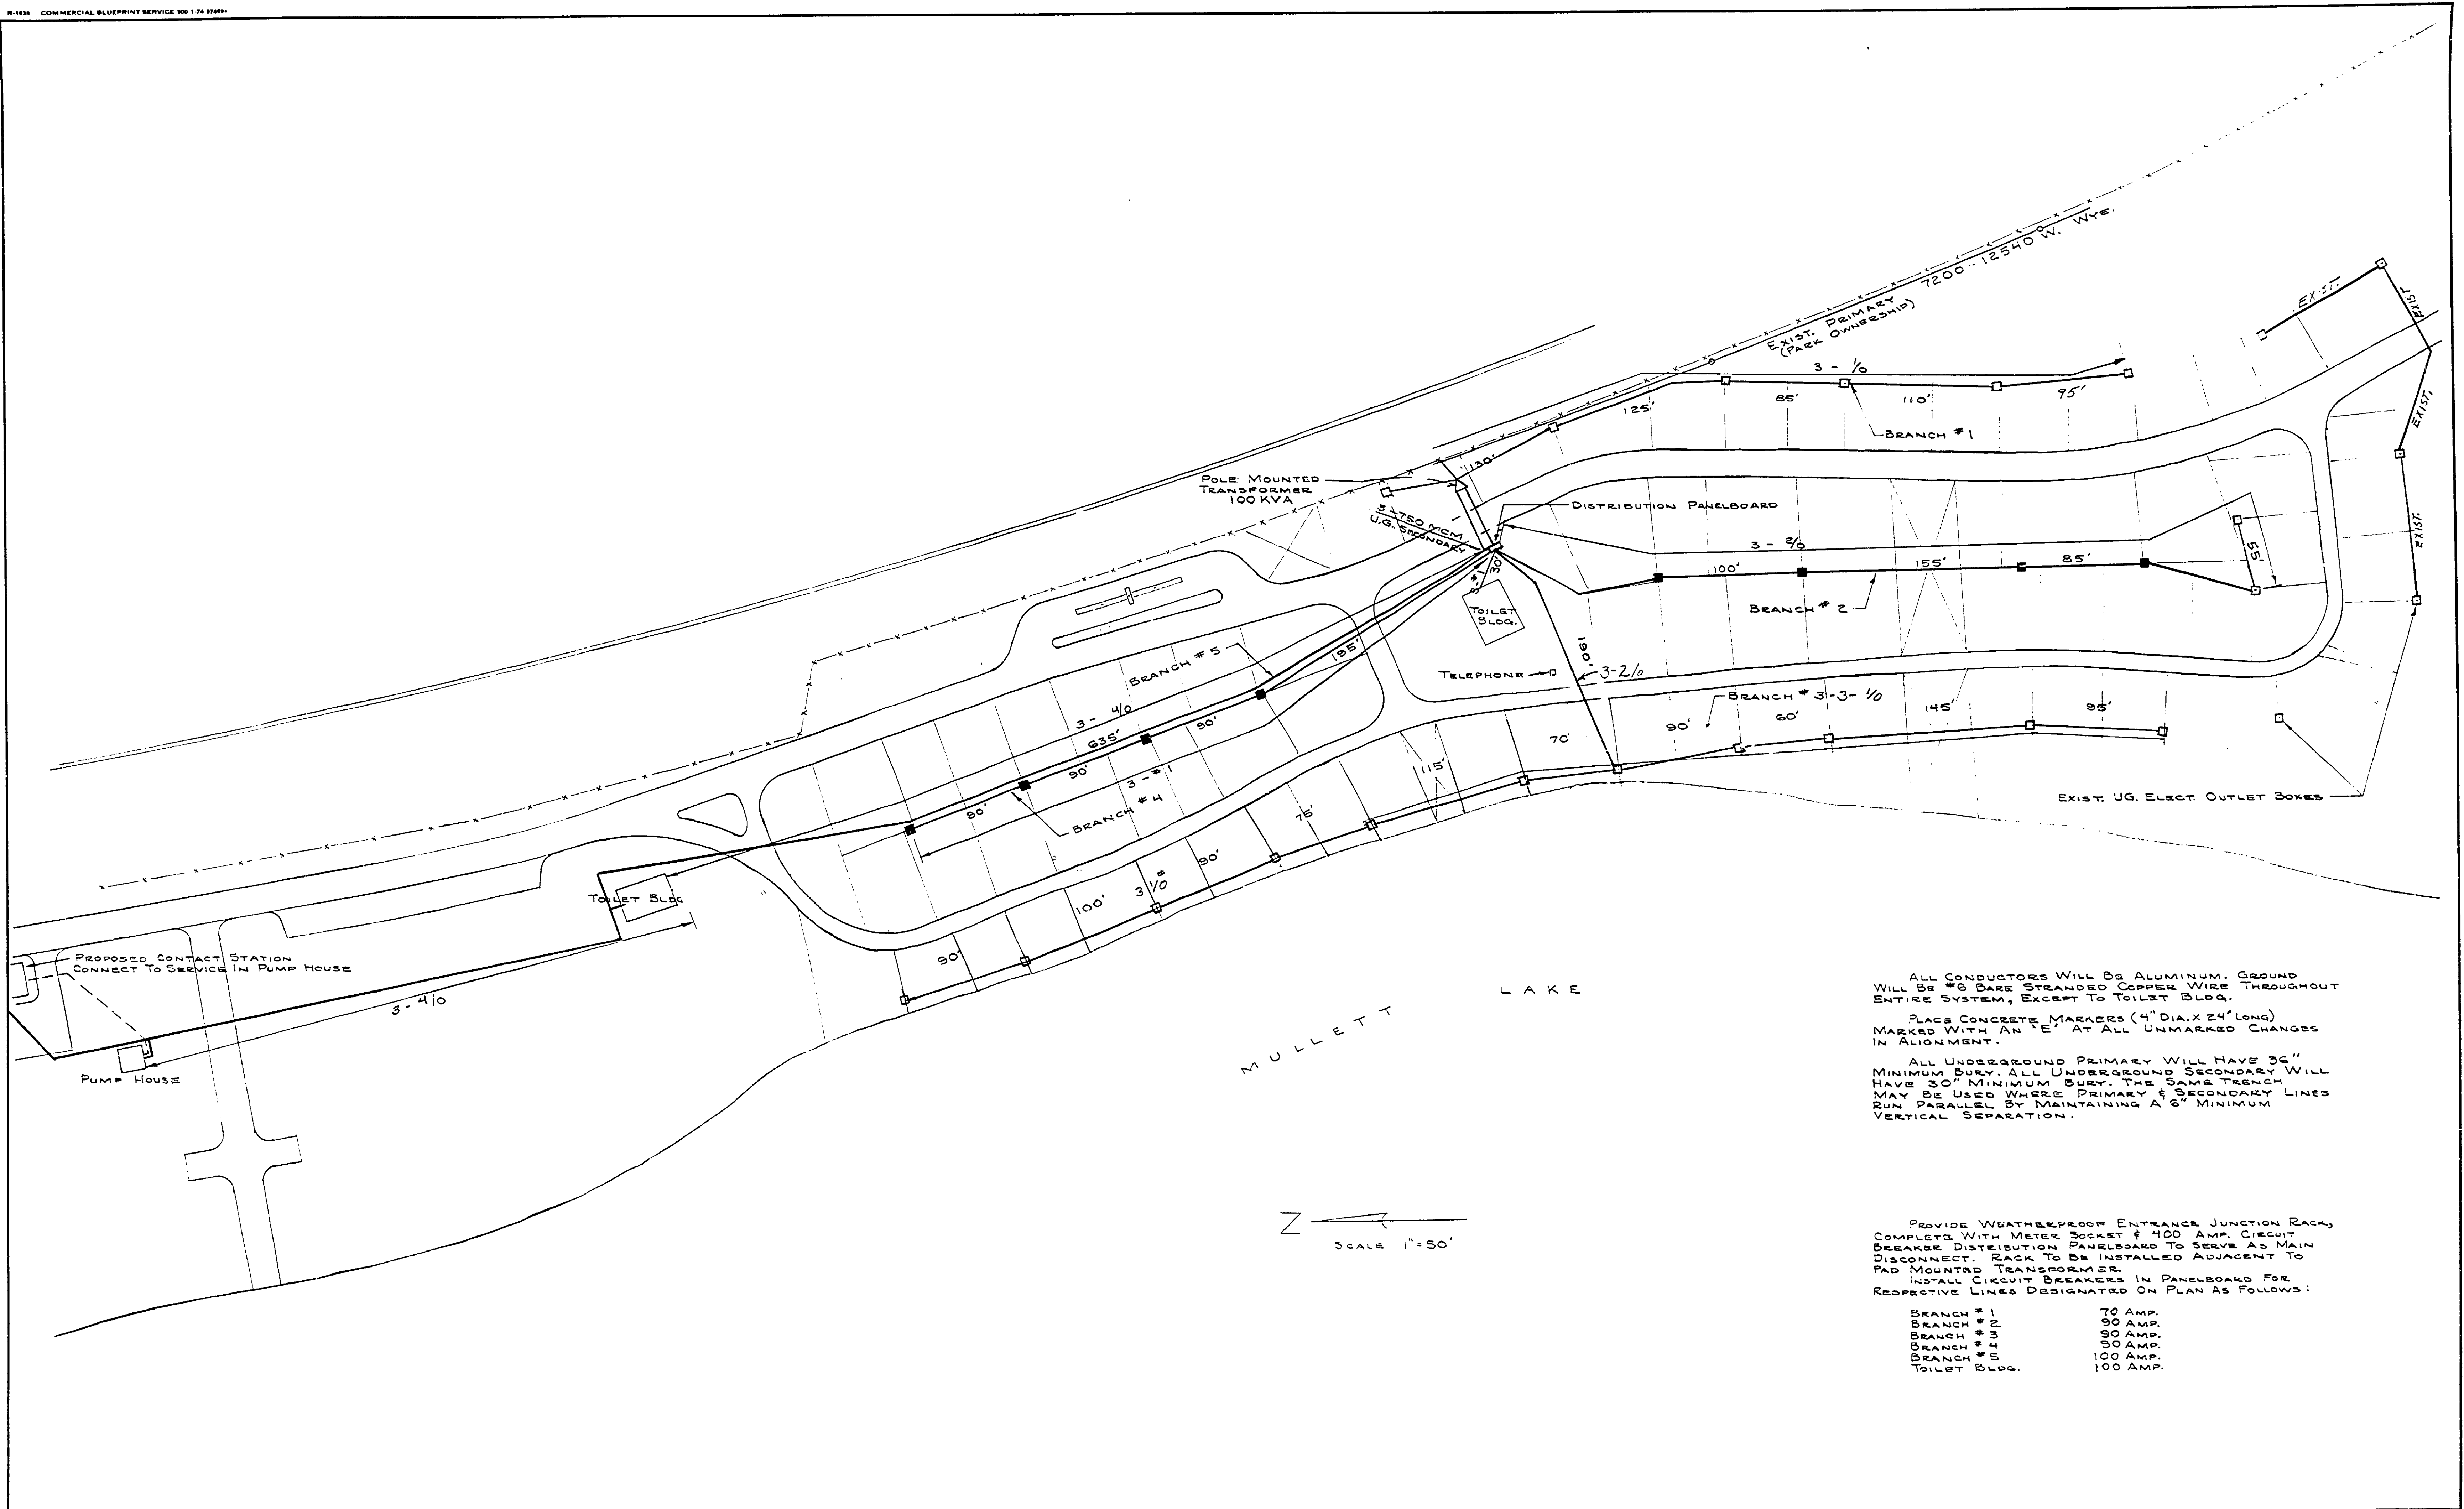 R-1638 COMMERCIAL BLUEPRINT SERVICE 500 1-74
7200 - 12540 W. WYE.
EXIST. PRIMARY
(PARK OWNERSHIP)
EXIST.
EXIST
EXIST.
EXIST.
3 - 1/0
125'
85'
110'
95'
BRANCH #1
130'
POLE MOUNTED
TRANSFORMER
100 KVA
3-750 MCM
U.G. SECONDARY
DISTRIBUTION PANELBOARD
3 - 2/0
100'
155'
85'
55'
BRANCH #2
3-#1
30'
TOILET
BLDG.
190'
3-2/0
TELEPHONE
BRANCH #5
195'
3 - 4/0
635'
90'
90'
90'
3 - #1
BRANCH #4
BRANCH #3-3-1/0
70'
90'
60'
145'
95'
115'
75'
90'
3 #1/0
100'
90'
EXIST. UG. ELECT. OUTLET BOXES
TOILET BLDG
PROPOSED CONTACT STATION
CONNECT TO SERVICE IN PUMP HOUSE
3 - 4/0
PUMP HOUSE
MULLETT LAKE
Z
SCALE 1"=50'
ALL CONDUCTORS WILL BE ALUMINUM. GROUND
WILL BE #6 BARE STRANDED COPPER WIRE THROUGHOUT
ENTIRE SYSTEM, EXCEPT TO TOILET BLDG.
PLACE CONCRETE MARKERS (4" DIA. X 24" LONG)
MARKED WITH AN 'E' AT ALL UNMARKED CHANGES
IN ALIGNMENT.
ALL UNDERGROUND PRIMARY WILL HAVE 36"
MINIMUM BURY. ALL UNDERGROUND SECONDARY WILL
HAVE 30" MINIMUM BURY. THE SAME TRENCH
MAY BE USED WHERE PRIMARY & SECONDARY LINES
RUN PARALLEL BY MAINTAINING A 6" MINIMUM
VERTICAL SEPARATION.
PROVIDE WEATHERPROOF ENTRANCE JUNCTION RACK,
COMPLETE WITH METER SOCKET & 400 AMP. CIRCUIT
BREAKER DISTRIBUTION PANELBOARD TO SERVE AS MAIN
DISCONNECT. RACK TO BE INSTALLED ADJACENT TO
PAD MOUNTED TRANSFORMER.
INSTALL CIRCUIT BREAKERS IN PANELBOARD FOR
RESPECTIVE LINES DESIGNATED ON PLAN AS FOLLOWS:
BRANCH #1 70 AMP.
BRANCH #2 90 AMP.
BRANCH #3 90 AMP.
BRANCH #4 90 AMP.
BRANCH #5 100 AMP.
TOILET BLDG. 100 AMP.